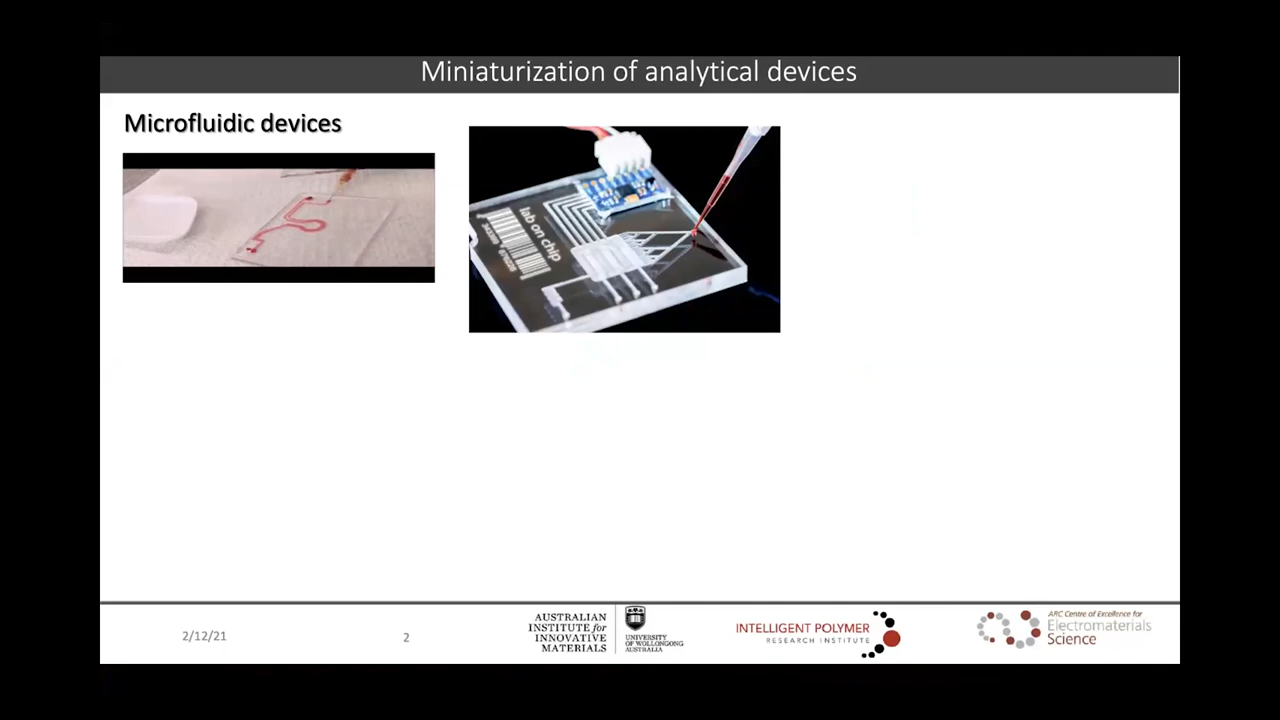 Miniaturization of analytical devices
Microfluidic devices
lab on chip
2/12/21
2
AUSTRALIAN
INSTITUTE for
INNOVATIVE
MATERIALS
UNIVERSITY
OF WOLLONGONG
AUSTRALIA
INTELLIGENT POLYMER
RESEARCH INSTITUTE
ARC Centre of Excellence for
Electromaterials
Science